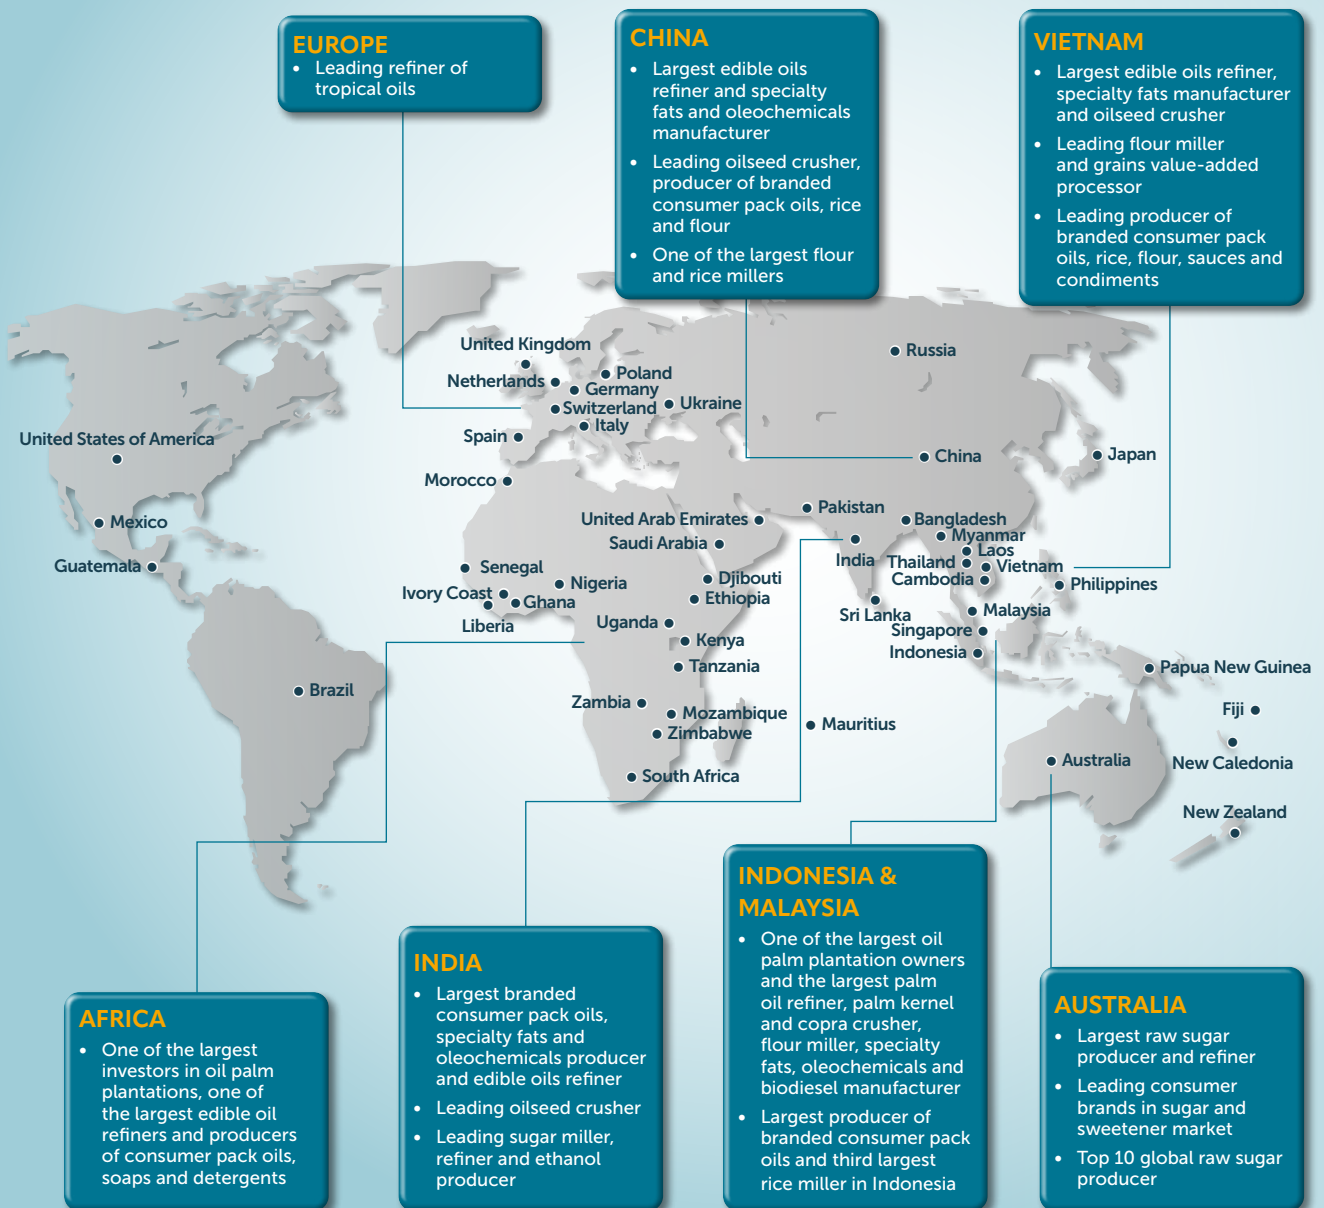 EUROPE
• Leading refiner of
tropical oils
CHINA
• Largest edible oils
refiner and specialty
fats and oleochemicals
manufacturer
• Leading oilseed crusher,
producer of branded
consumer pack oils, rice
and flour
• One of the largest flour
and rice millers
VIETNAM
• Largest edible oils refiner,
specialty fats manufacturer
and oilseed crusher
• Leading flour miller
and grains value-added
processor
• Leading producer of
branded consumer pack
oils, rice, flour, sauces and
condiments
United Kingdom
Russia
Poland
Netherlands
Germany
Switzerland
Ukraine
Italy
Spain
United States of America
China
Japan
Morocco
Pakistan
Mexico
United Arab Emirates
Bangladesh
Myanmar
Saudi Arabia
Laos
India
Thailand
Vietnam
Guatemala
Senegal
Nigeria
Djibouti
Cambodia
Philippines
Ivory Coast
Ghana
Ethiopia
Sri Lanka
Malaysia
Liberia
Uganda
Singapore
Kenya
Indonesia
Tanzania
Papua New Guinea
Brazil
Zambia
Mozambique
Mauritius
Fiji
Zimbabwe
Australia
New Caledonia
South Africa
New Zealand
AFRICA
• One of the largest
investors in oil palm
plantations, one of
the largest edible oil
refiners and producers
of consumer pack oils,
soaps and detergents
INDIA
• Largest branded
consumer pack oils,
specialty fats and
oleochemicals producer
and edible oils refiner
• Leading oilseed crusher
• Leading sugar miller,
refiner and ethanol
producer
INDONESIA &
MALAYSIA
• One of the largest oil
palm plantation owners
and the largest palm
oil refiner, palm kernel
and copra crusher,
flour miller, specialty
fats, oleochemicals and
biodiesel manufacturer
• Largest producer of
branded consumer pack
oils and third largest
rice miller in Indonesia
AUSTRALIA
• Largest raw sugar
producer and refiner
• Leading consumer
brands in sugar and
sweetener market
• Top 10 global raw sugar
producer